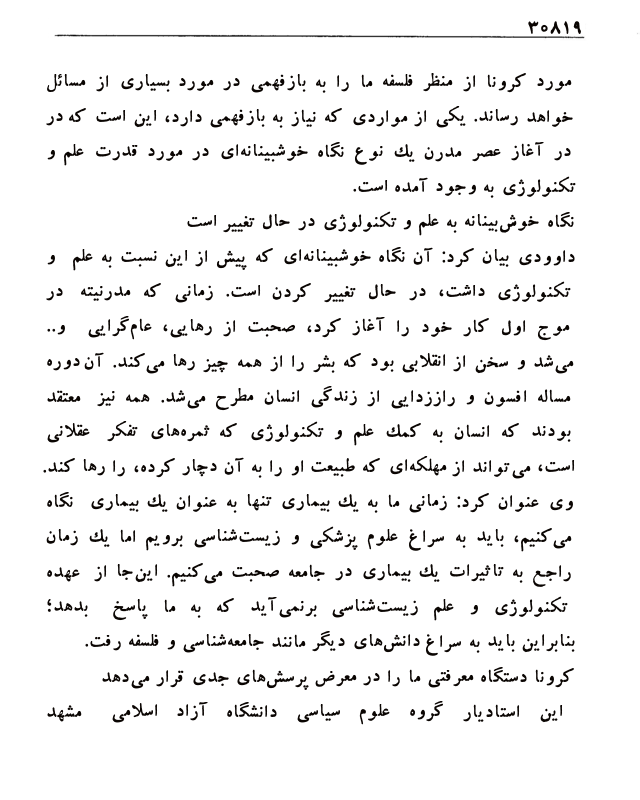 ۳۰۸۱۹
مورد کرونا از منظر فلسفه ما را به بازفهمی در مورد بسیاری از مسائل
خواهد رساند. یکی از مواردی که نیاز به بازفهمی دارد، این است که در
در آغاز عصر مدرن یك نوع نگاه خوشبینانه‌ای در مورد قدرت علم و
تکنولوژی به وجود آمده است.
نگاه خوش‌بینانه به علم و تکنولوژی در حال تغییر است
داوودی بیان کرد: آن نگاه خوشبینانه‌ای که پیش از این نسبت به علم و
تکنولوژی داشت، در حال تغییر کردن است. زمانی که مدرنیته در
موج اول کار خود را آغاز کرد، صحبت از رهایی، عام‌گرایی و..
می‌شد و سخن از انقلابی بود که بشر را از همه چیز رها می‌کند. آن دوره
مساله افسون و راززدایی از زندگی انسان مطرح می‌شد. همه نیز معتقد
بودند که انسان به کمك علم و تکنولوژی که ثمره‌های تفکر عقلانی
است، می‌تواند از مهلکه‌ای که طبیعت او را به آن دچار کرده، را رها کند.
وی عنوان کرد: زمانی ما به یك بیماری تنها به عنوان یك بیماری نگاه
می‌کنیم، باید به سراغ علوم پزشکی و زیست‌شناسی برویم اما یك زمان
راجع به تاثیرات یك بیماری در جامعه صحبت می‌کنیم. این‌جا از عهده
تکنولوژی و علم زیست‌شناسی برنمی‌آید که به ما پاسخ بدهد؛
بنابراین باید به سراغ دانش‌های دیگر مانند جامعه‌شناسی و فلسفه رفت.
کرونا دستگاه معرفتی ما را در معرض پرسش‌های جدی قرار می‌دهد
این استادیار گروه علوم سیاسی دانشگاه آزاد اسلامی مشهد